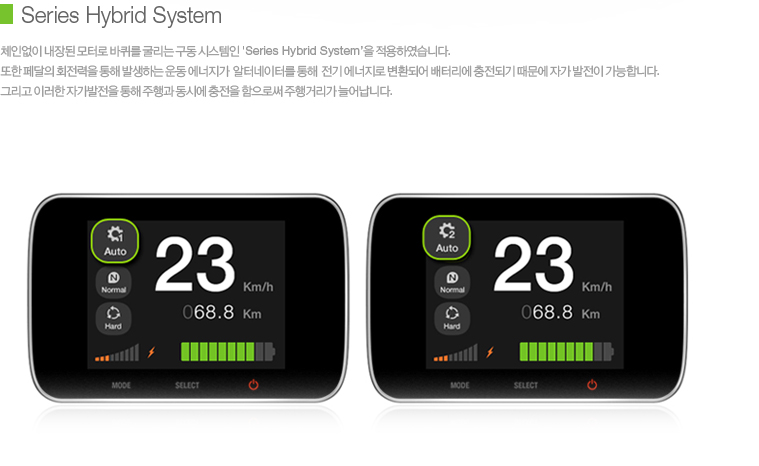 Series Hybrid System
체인없이 내장된 모터로 바퀴를 굴리는 구동 시스템인 'Series Hybrid System'을 적용하였습니다.
또한 페달의 회전력을 통해 발생하는 운동 에너지가 알터네이터를 통해 전기 에너지로 변환되어 배터리에 충전되기 때문에 자가 발전이 가능합니다.
그리고 이러한 자가발전을 통해 주행과 동시에 충전을 함으로써 주행거리가 늘어납니다.
1
Auto
23 Km/h
N
Normal
068.8 Km
Hard
MODE SELECT
2
Auto
23 Km/h
N
Normal
068.8 Km
Hard
MODE SELECT